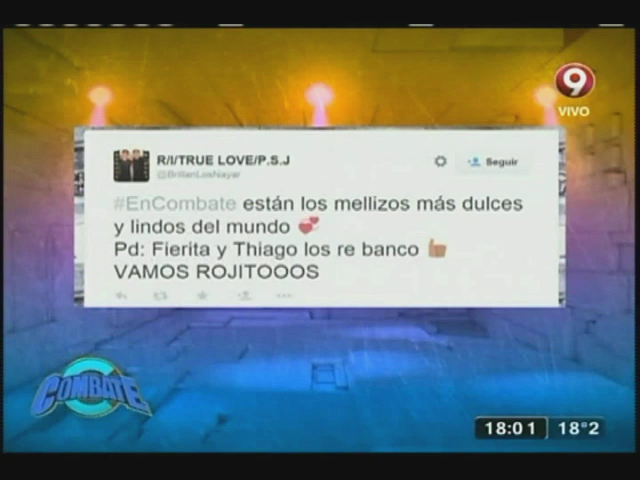 9
VIVO
R/I/TRUE LOVE/P.S.J
@BrillanLosNayar
Seguir
#EnCombate están los mellizos más dulces
y lindos del mundo 💞
Pd: Fierita y Thiago los re banco 👍
VAMOS ROJITOOOS
COMBATE
18:01 18°2